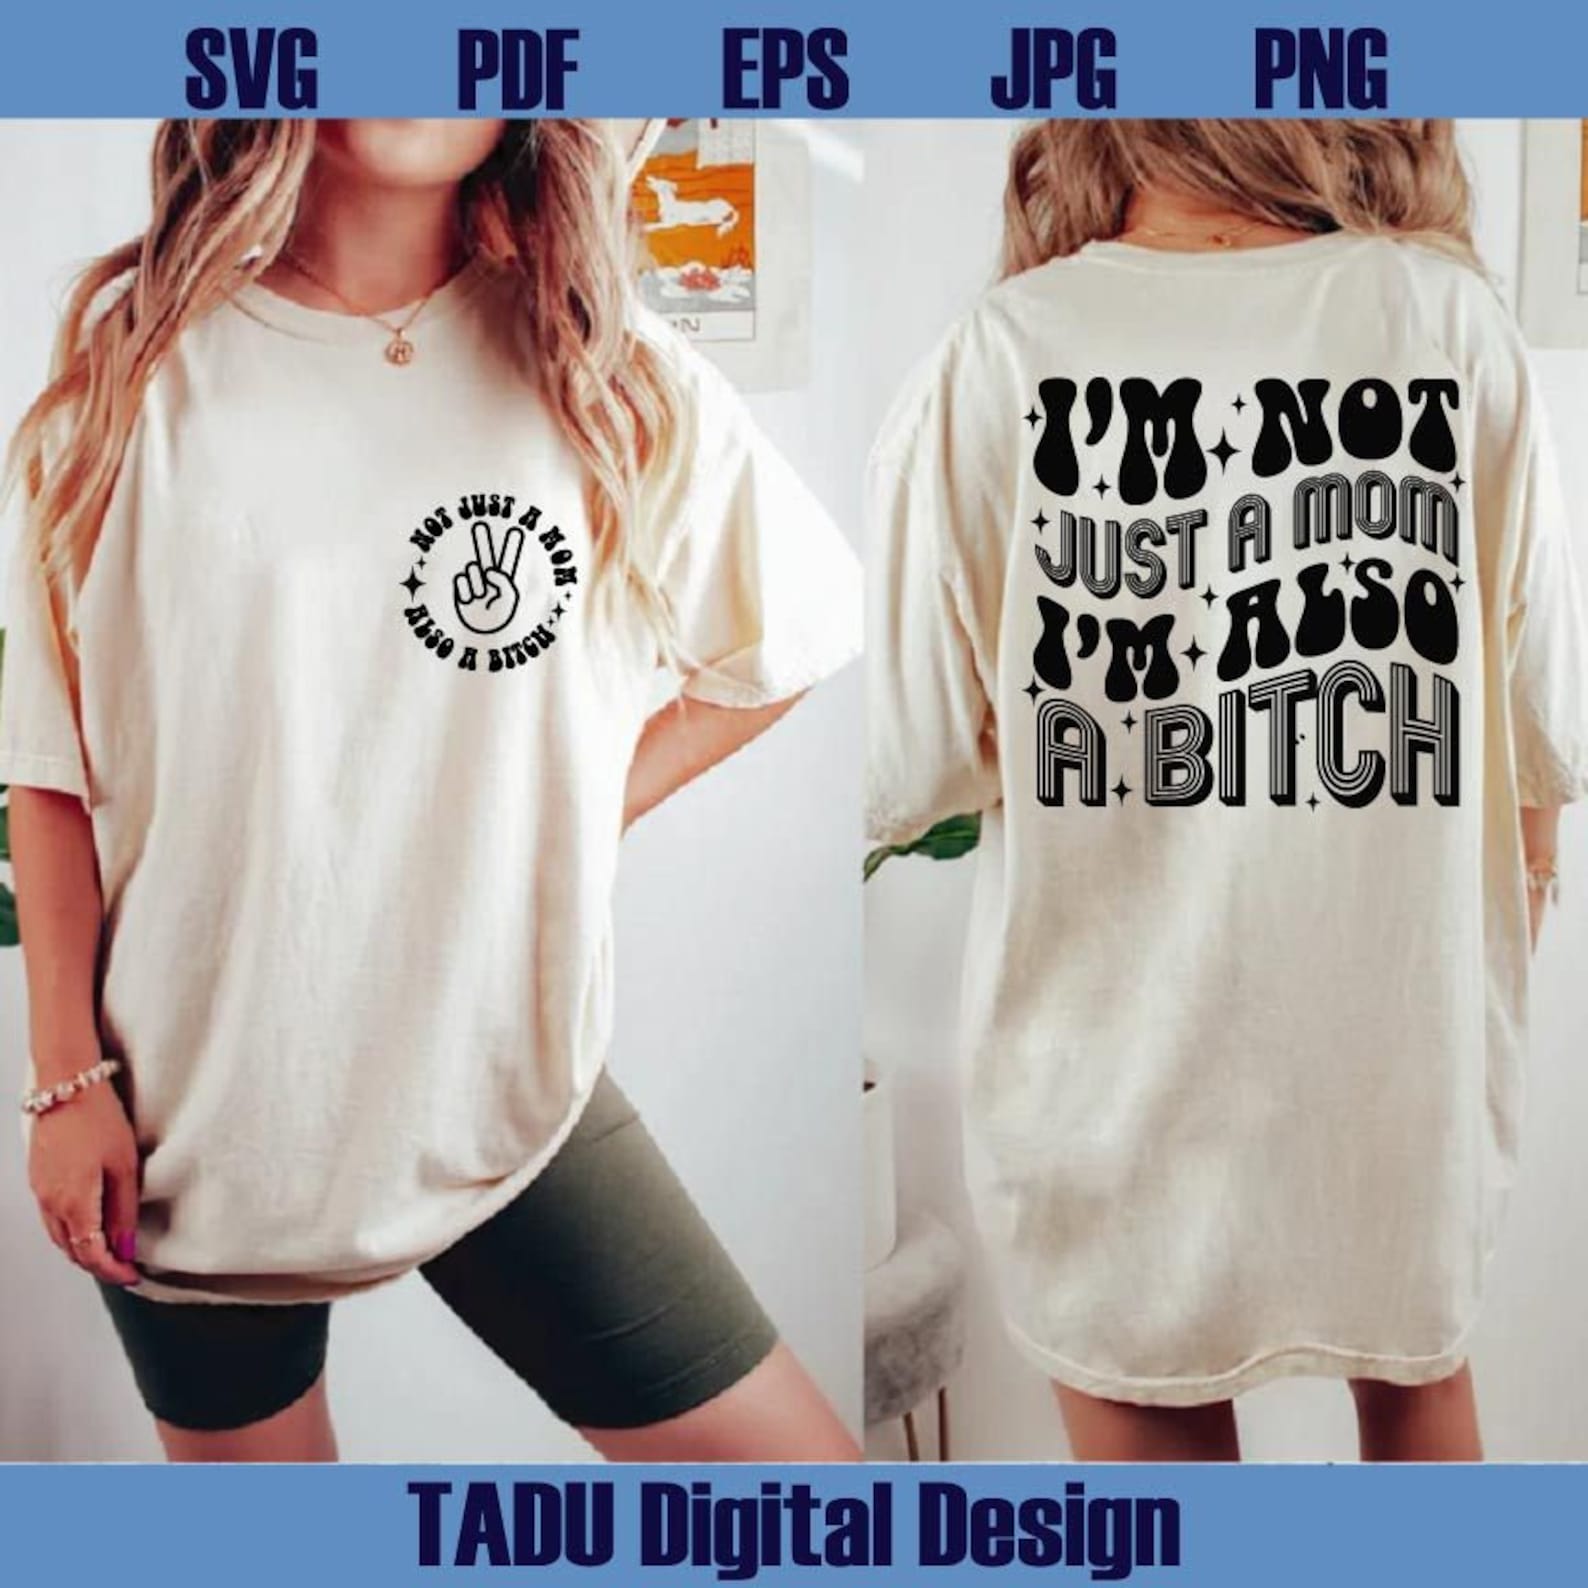 SVG PDF EPS JPG PNG
NOT JUST A MOM
ALSO A BITCH
I'M NOT
JUST A MOM
I'M ALSO
A BITCH
TADU Digital Design